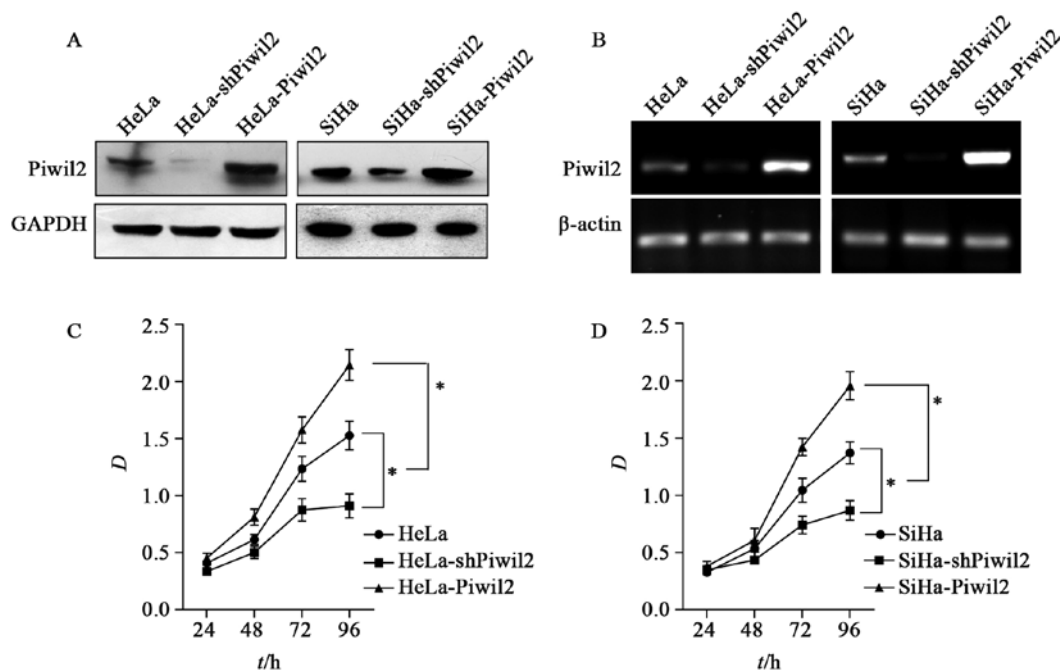 A
HeLa
HeLa-shPiwil2
HeLa-Piwil2
SiHa
SiHa-shPiwil2
SiHa-Piwil2
Piwil2
GAPDH
B
HeLa
HeLa-shPiwil2
HeLa-Piwil2
SiHa
SiHa-shPiwil2
SiHa-Piwil2
Piwil2
β-actin
C
D
2.5
2.0
1.5
1.0
0.5
0.0
24 48 72 96
t/h
*
*
HeLa
HeLa-shPiwil2
HeLa-Piwil2
D
D
2.5
2.0
1.5
1.0
0.5
0.0
24 48 72 96
t/h
*
*
SiHa
SiHa-shPiwil2
SiHa-Piwil2